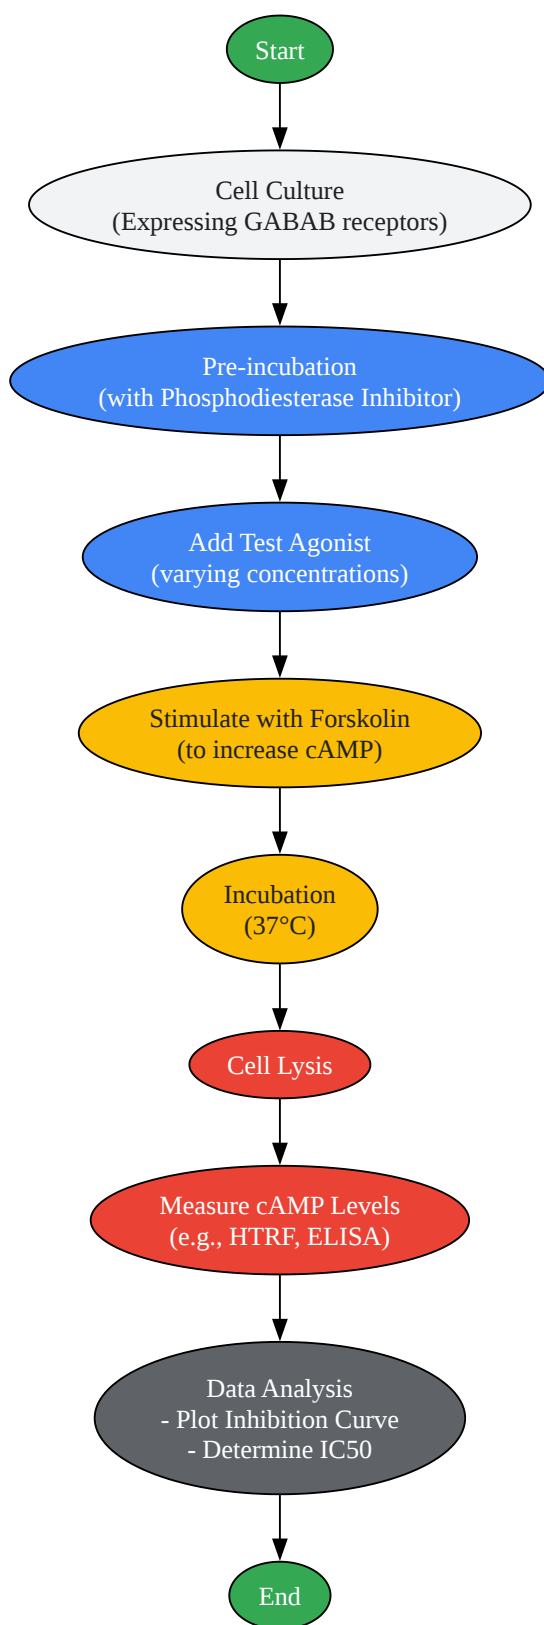 Start
Cell Culture
(Expressing GABAB receptors)
Pre-incubation
(with Phosphodiesterase Inhibitor)
Add Test Agonist
(varying concentrations)
Stimulate with Forskolin
(to increase cAMP)
Incubation
(37°C)
Cell Lysis
Measure cAMP Levels
(e.g., HTRF, ELISA)
Data Analysis
- Plot Inhibition Curve
- Determine IC50
End